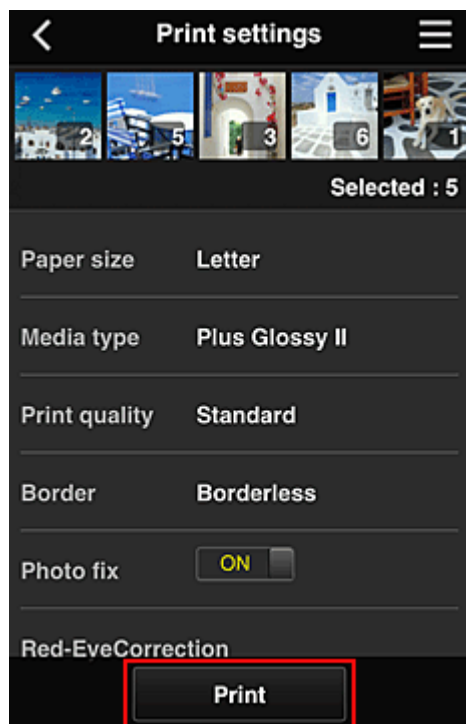 Print settings
2 5 3 6 1
Selected : 5
Paper size Letter
Media type Plus Glossy II
Print quality Standard
Border Borderless
Photo fix ON
Red-EyeCorrection
Print